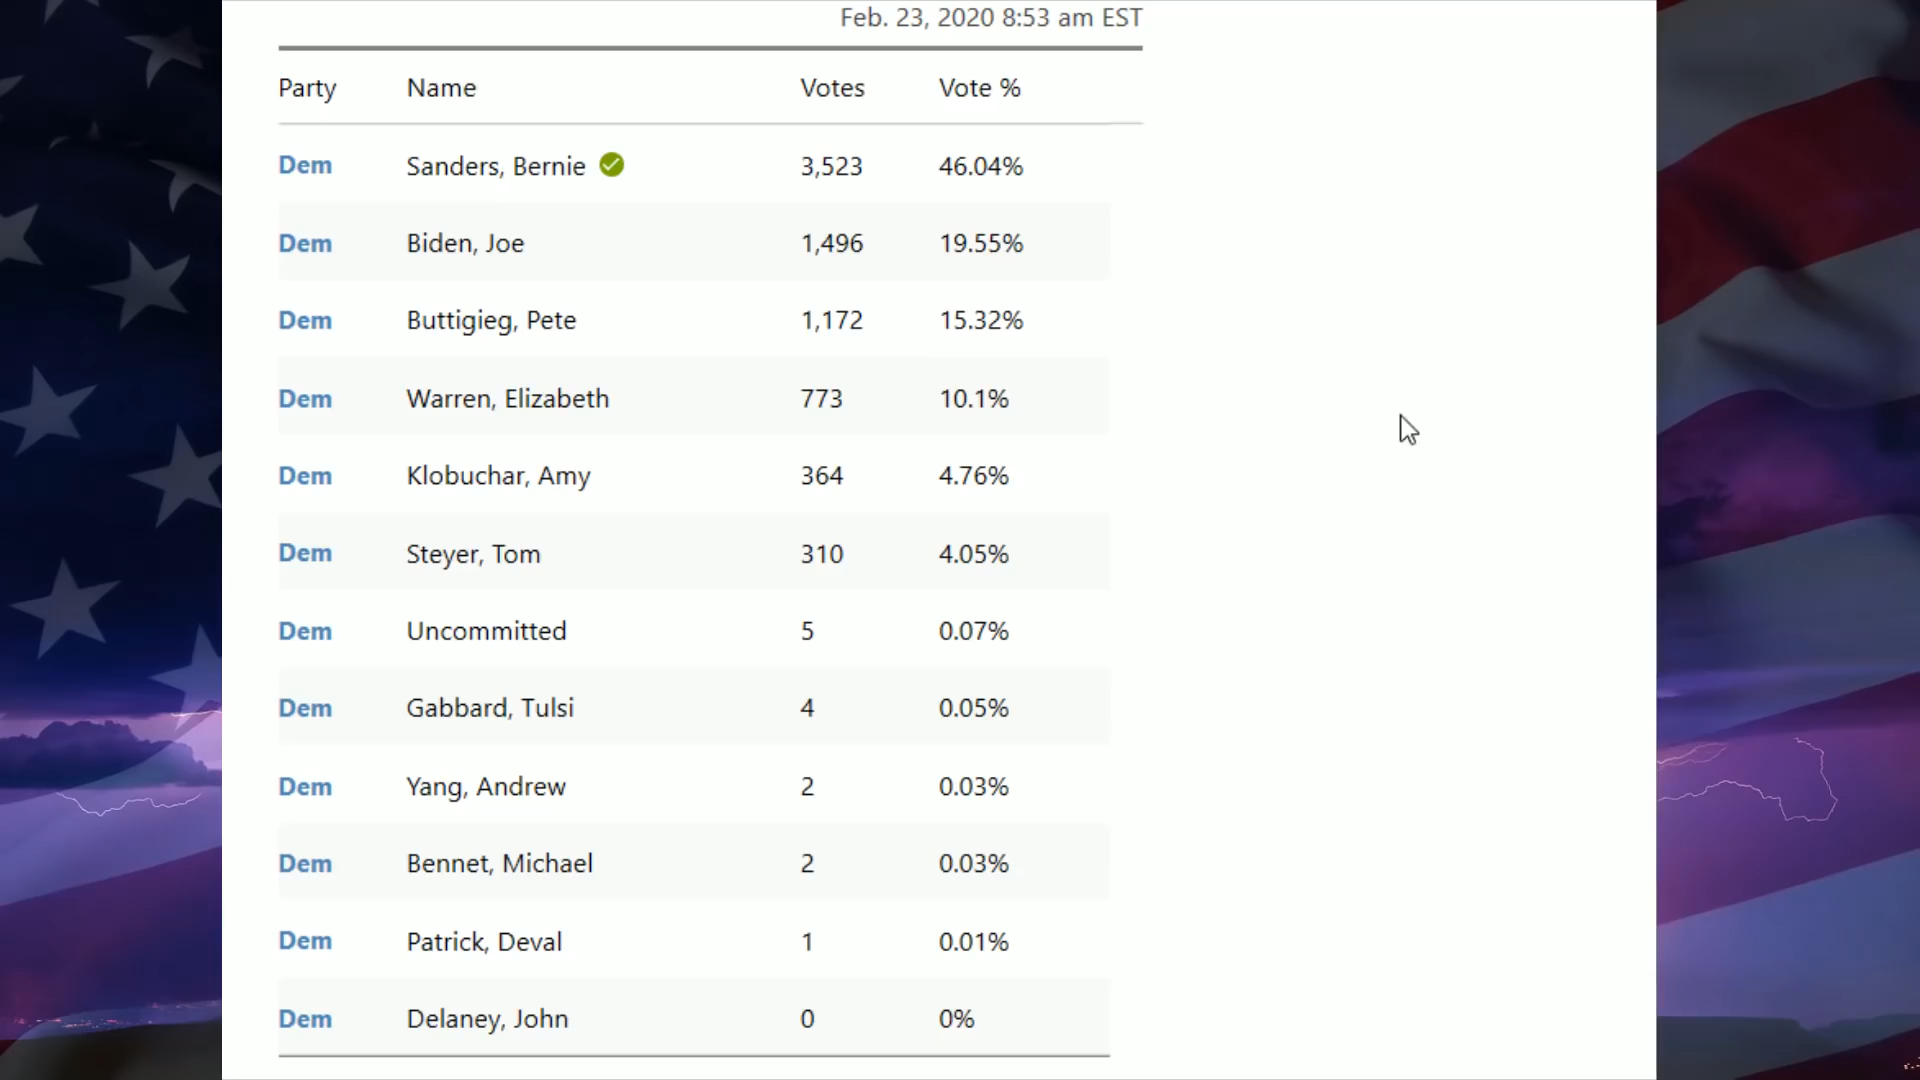 Feb. 23, 2020 8:53 am EST
Party Name Votes Vote %
Dem Sanders, Bernie 3,523 46.04%
Dem Biden, Joe 1,496 19.55%
Dem Buttigieg, Pete 1,172 15.32%
Dem Warren, Elizabeth 773 10.1%
Dem Klobuchar, Amy 364 4.76%
Dem Steyer, Tom 310 4.05%
Dem Uncommitted 5 0.07%
Dem Gabbard, Tulsi 4 0.05%
Dem Yang, Andrew 2 0.03%
Dem Bennet, Michael 2 0.03%
Dem Patrick, Deval 1 0.01%
Dem Delaney, John 0 0%